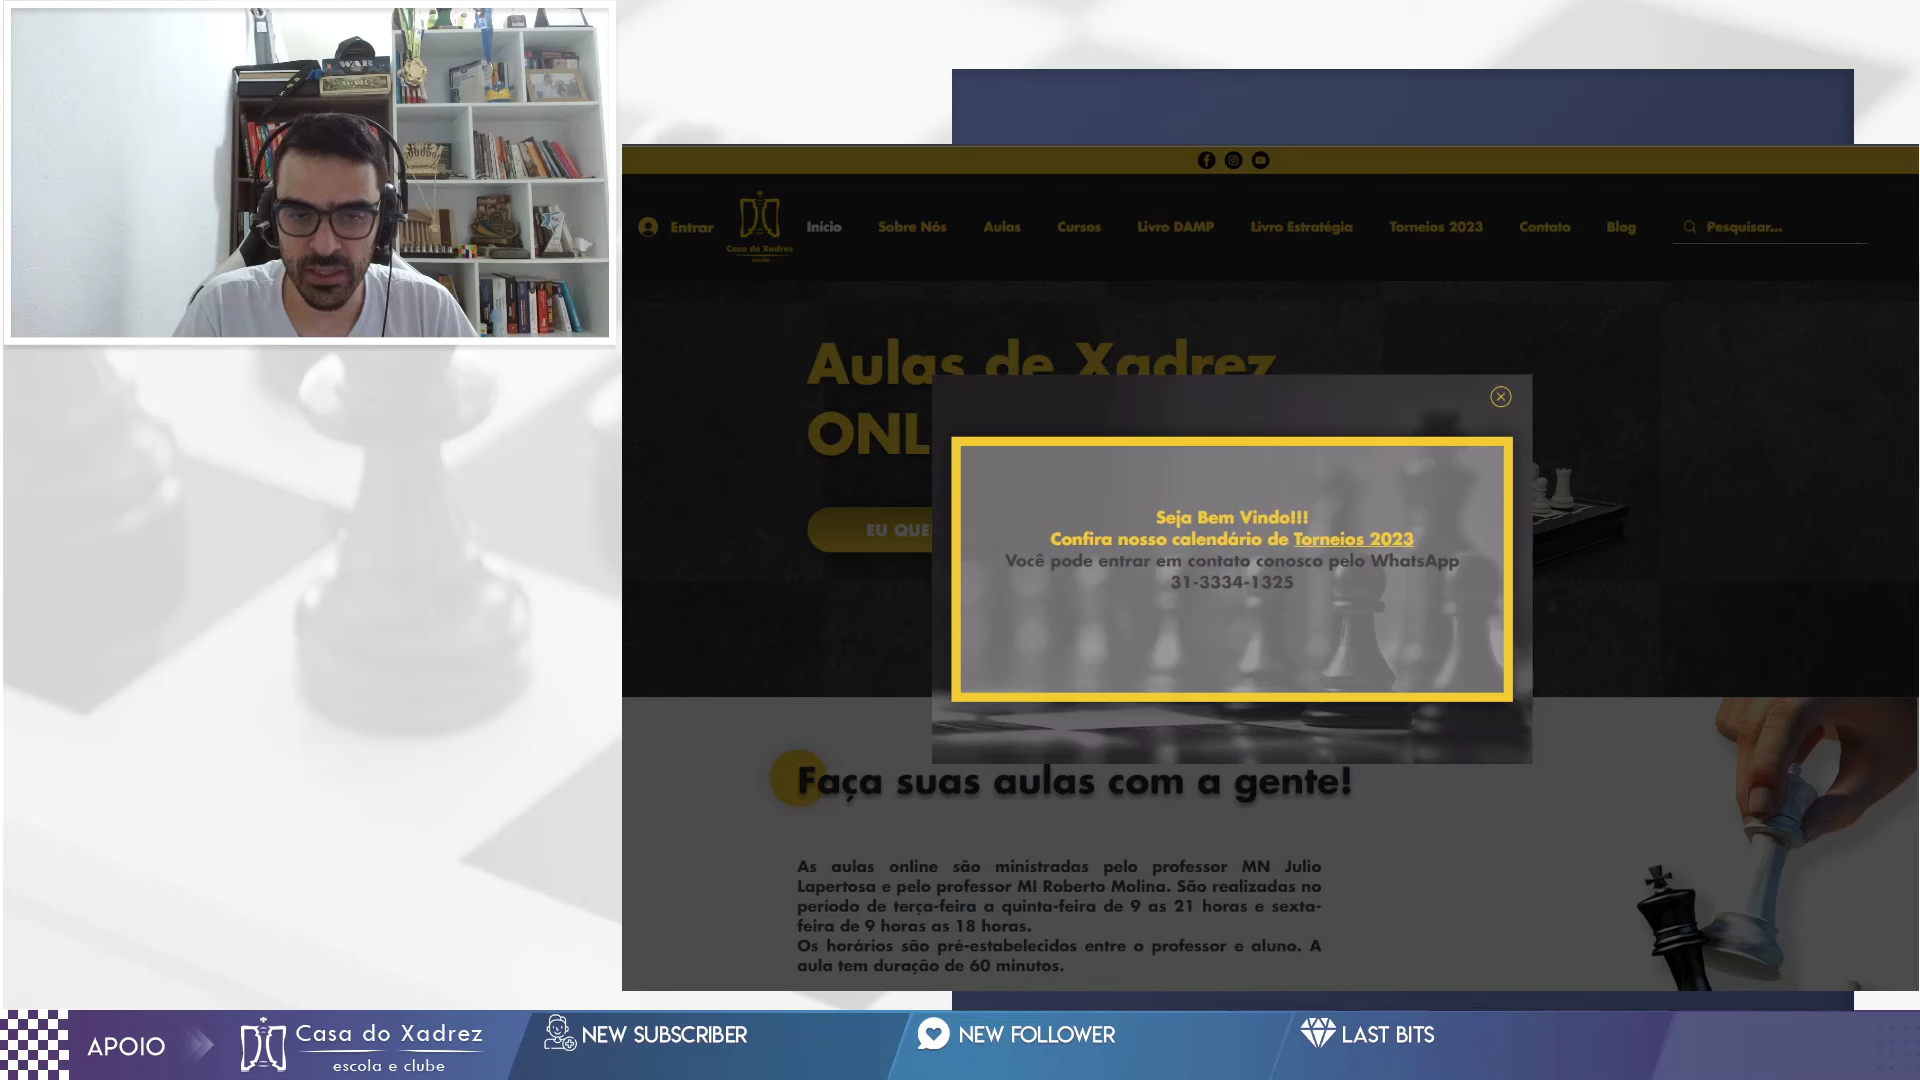 WAR
WAR
Entrar
Casa do Xadrez
escola
Início
Sobre Nós
Aulas
Cursos
Livro DAMP
Livro Estratégia
Torneios 2023
Contato
Blog
Pesquisar...
Aulas de Xadrez
ONL
EU QUE
Seja Bem Vindo!!!
Confira nosso calendário de Torneios 2023
Você pode entrar em contato conosco pelo WhatsApp
31-3334-1325
Faça suas aulas com a gente!
As aulas online são ministradas pelo professor MN Julio
Lapertosa e pelo professor MI Roberto Molina. São realizadas no
período de terça-feira a quinta-feira de 9 as 21 horas e sexta-
feira de 9 horas as 18 horas.
Os horários são pré-estabelecidos entre o professor e aluno. A
aula tem duração de 60 minutos.
APOIO
Casa do Xadrez
escola e clube
NEW SUBSCRIBER
NEW FOLLOWER
LAST BITS